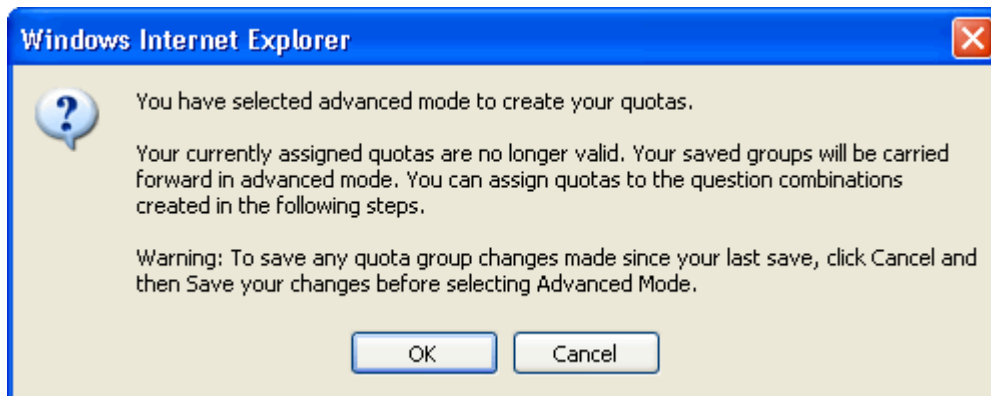 Windows Internet Explorer
You have selected advanced mode to create your quotas.
Your currently assigned quotas are no longer valid. Your saved groups will be carried
forward in advanced mode. You can assign quotas to the question combinations
created in the following steps.
Warning: To save any quota group changes made since your last save, click Cancel and
then Save your changes before selecting Advanced Mode.
OK
Cancel